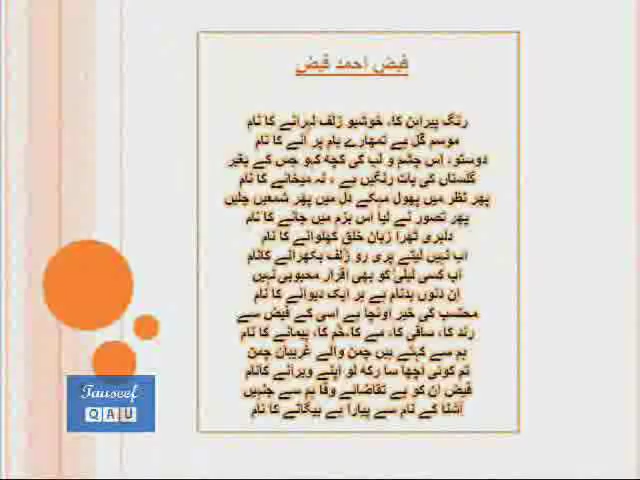 فیض احمد فیض
رنگ پیراہن کا، خوشبو زلف لہرانے کا نام
موسم گل ہے تمھارے بام پر آنے کا نام
دوستو، اس چشم و لب کی کچھ کہو جس کے بغیر
گلستاں کی بات رنگیں ہے ، نہ میخانے کا نام
پھر نظر میں پھول مہکے دل میں پھر شمعیں جلیں
پھر تصور نے لیا اس بزم میں جانے کا نام
دلبری ٹھرا زبان خلق کھلوانے کا نام
اب نہیں لیتے پری رو زلف بکھرانے کانام
اب کسی لیلیٰ کو بھی اقرار محبوبی نہیں
ان دنوں بدنام ہے ہر ایک دیوانے کا نام
محتسب کی خیر اونچا ہے اسی کے فیض سے
رند کا، ساقی کا، مے کا،خم کا، پیمانے کا نام
ہم سے کہتے ہیں چمن والے غریبان چمن
تم کوئی اچھا سا رکھ لو اپنے ویرانے کانام
فیض ان کو ہے تقاضائے وفا ہم سے جنہیں
آشنا کے نام سے پیارا ہے بیگانے کا نام
Tauseef
QAU